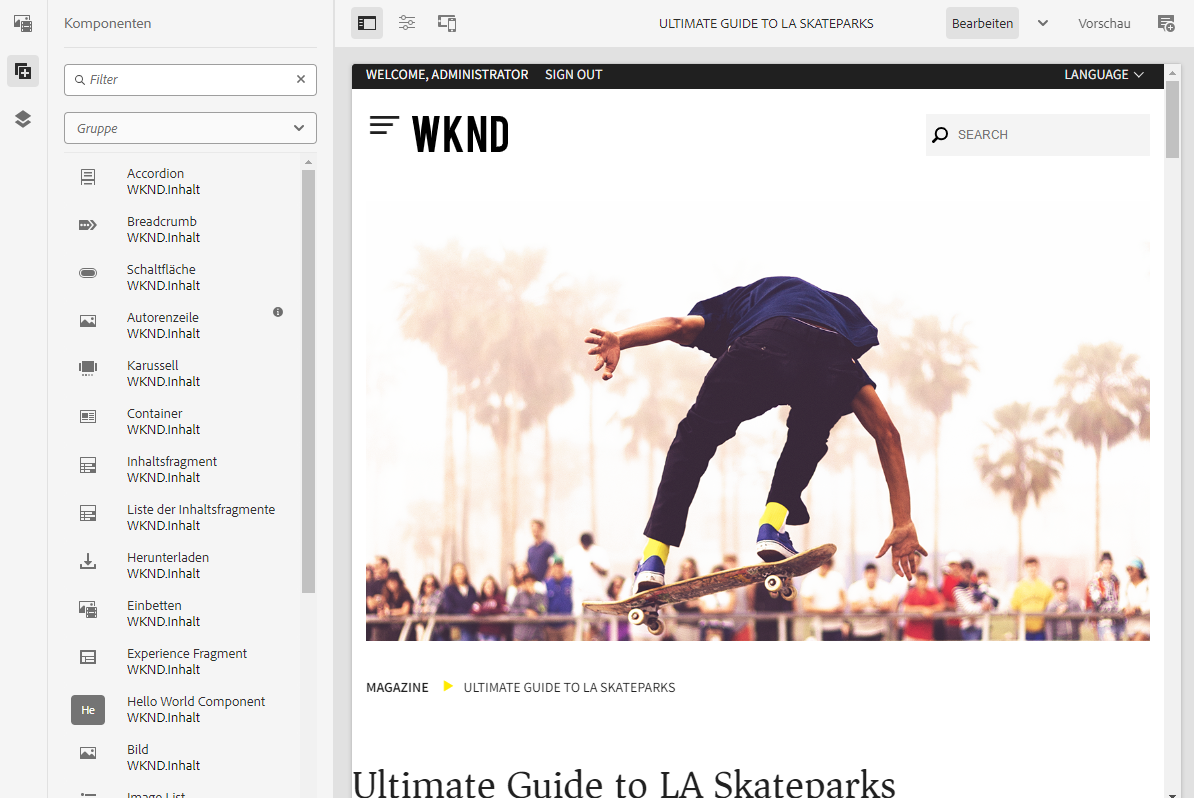 Komponenten
Filter
Gruppe
Accordion
WKND.Inhalt
Breadcrumb
WKND.Inhalt
Schaltfläche
WKND.Inhalt
Autorenzeile
WKND.Inhalt
Karussell
WKND.Inhalt
Container
WKND.Inhalt
Inhaltsfragment
WKND.Inhalt
Liste der Inhaltsfragmente
WKND.Inhalt
Herunterladen
WKND.Inhalt
Einbetten
WKND.Inhalt
Experience Fragment
WKND.Inhalt
He
Hello World Component
WKND.Inhalt
Bild
WKND.Inhalt
Image List
ULTIMATE GUIDE TO LA SKATEPARKS
Bearbeiten
Vorschau
WELCOME, ADMINISTRATOR SIGN OUT
LANGUAGE
WKND
SEARCH
MAGAZINE ULTIMATE GUIDE TO LA SKATEPARKS
Ultimate Guide to LA Skateparks